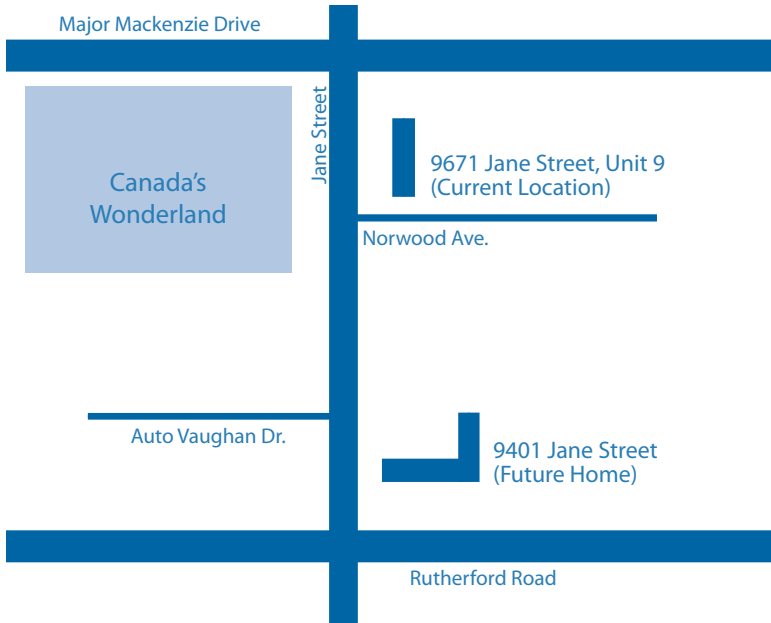 Major Mackenzie Drive
Jane Street
Canada's
Wonderland
9671 Jane Street, Unit 9
(Current Location)
Norwood Ave.
Auto Vaughan Dr.
9401 Jane Street
(Future Home)
Rutherford Road